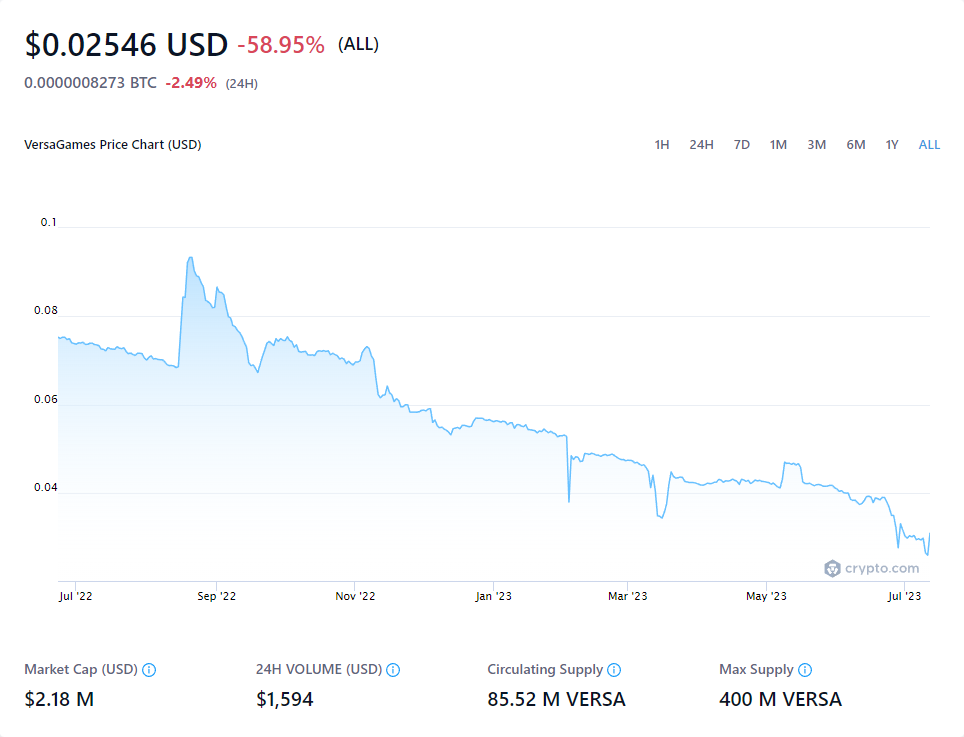 $0.02546 USD -58.95% (ALL)
0.0000008273 BTC -2.49% (24H)
VersaGames Price Chart (USD) 1H 24H 7D 1M 3M 6M 1Y ALL
0.1
0.08
0.06
0.04
crypto.com
Jul '22 Sep '22 Nov '22 Jan '23 Mar '23 May '23 Jul '23
Market Cap (USD) 24H VOLUME (USD) Circulating Supply Max Supply
$2.18 M $1,594 85.52 M VERSA 400 M VERSA